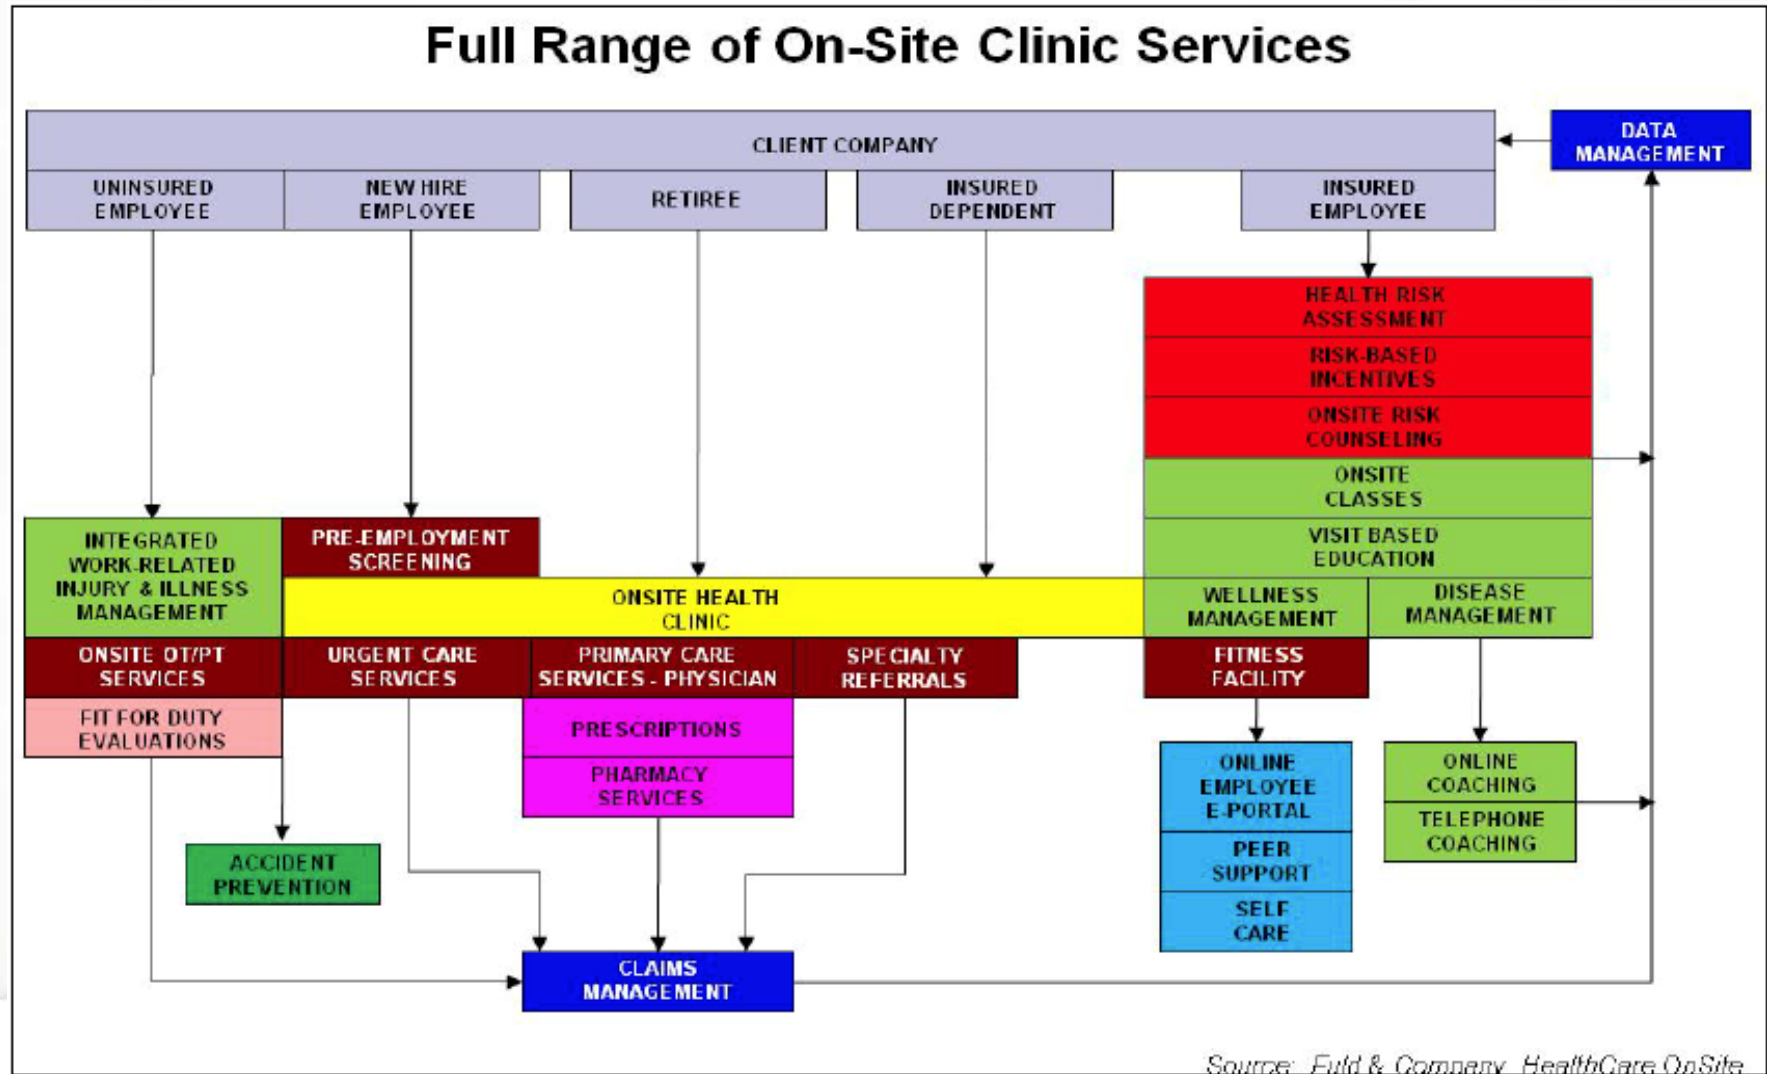 Full Range of On-Site Clinic Services
CLIENT COMPANY
DATA
MANAGEMENT
UNINSURED
EMPLOYEE
NEW HIRE
EMPLOYEE
RETIREE
INSURED
DEPENDENT
INSURED
EMPLOYEE
HEALTH RISK
ASSESSMENT
RISK-BASED
INCENTIVES
ONSITE RISK
COUNSELING
ONSITE
CLASSES
VISIT BASED
EDUCATION
INTEGRATED
WORK-RELATED
INJURY & ILLNESS
MANAGEMENT
PRE-EMPLOYMENT
SCREENING
ONSITE HEALTH
CLINIC
WELLNESS
MANAGEMENT
DISEASE
MANAGEMENT
ONSITE OT/PT
SERVICES
URGENT CARE
SERVICES
PRIMARY CARE
SERVICES - PHYSICIAN
SPECIALTY
REFERRALS
FITNESS
FACILITY
FIT FOR DUTY
EVALUATIONS
PRESCRIPTIONS
PHARMACY
SERVICES
ONLINE
EMPLOYEE
E-PORTAL
PEER
SUPPORT
SELF
CARE
ONLINE
COACHING
TELEPHONE
COACHING
ACCIDENT
PREVENTION
CLAIMS
MANAGEMENT
Source: Fuld & Company, HealthCare OnSite